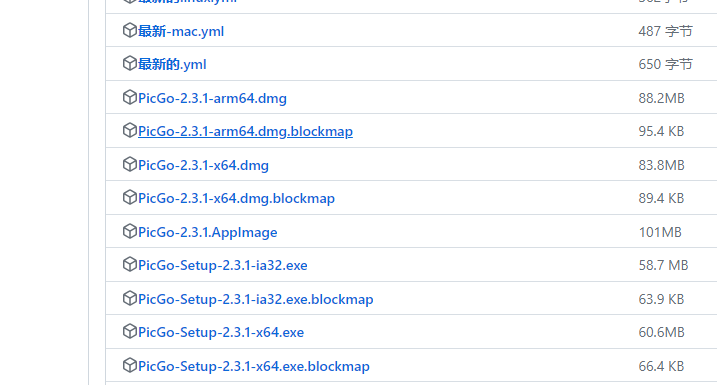 最新-mac.yml
487 字节
最新的.yml
650 字节
PicGo-2.3.1-arm64.dmg
88.2MB
PicGo-2.3.1-arm64.dmg.blockmap
95.4 KB
PicGo-2.3.1-x64.dmg
83.8MB
PicGo-2.3.1-x64.dmg.blockmap
89.4 KB
PicGo-2.3.1.AppImage
101MB
PicGo-Setup-2.3.1-ia32.exe
58.7 MB
PicGo-Setup-2.3.1-ia32.exe.blockmap
63.9 KB
PicGo-Setup-2.3.1-x64.exe
60.6MB
PicGo-Setup-2.3.1-x64.exe.blockmap
66.4 KB